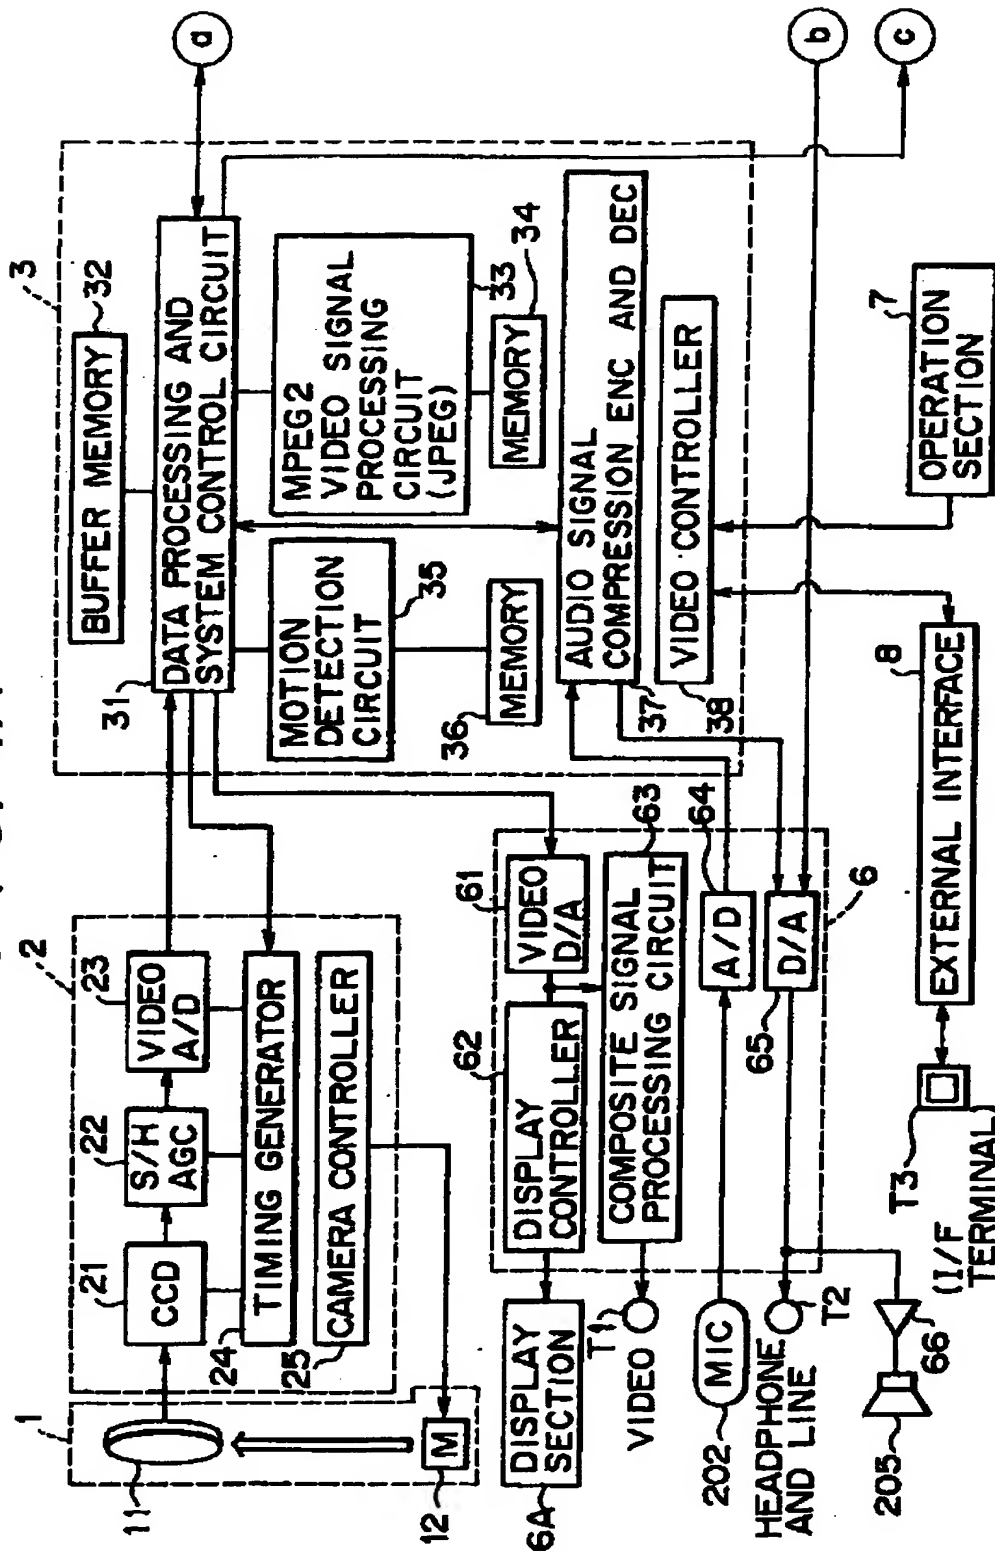 1
11
12
M
2
21
CCD
22
S/H
AGC
23
VIDEO
A/D
24
TIMING GENERATOR
25
CAMERA CONTROLLER
3
31
DATA PROCESSING AND
SYSTEM CONTROL CIRCUIT
BUFFER MEMORY
32
MPEG2
VIDEO SIGNAL
PROCESSING
CIRCUIT
(JPEG)
33
MEMORY
34
MOTION
DETECTION
CIRCUIT
35
36
MEMORY
AUDIO SIGNAL
COMPRESSION ENC AND DEC
37
VIDEO CONTROLLER
38
a
b
c
6A
DISPLAY
SECTION
62
DISPLAY
CONTROLLER
61
VIDEO
D/A
COMPOSITE SIGNAL
PROCESSING CIRCUIT
63
T1
VIDEO
MIC
202
A/D
64
D/A
65
6
HEADPHONE
AND LINE
T2
66
205
T3
(I/F
TERMINAL)
EXTERNAL INTERFACE
8
OPERATION
SECTION
7